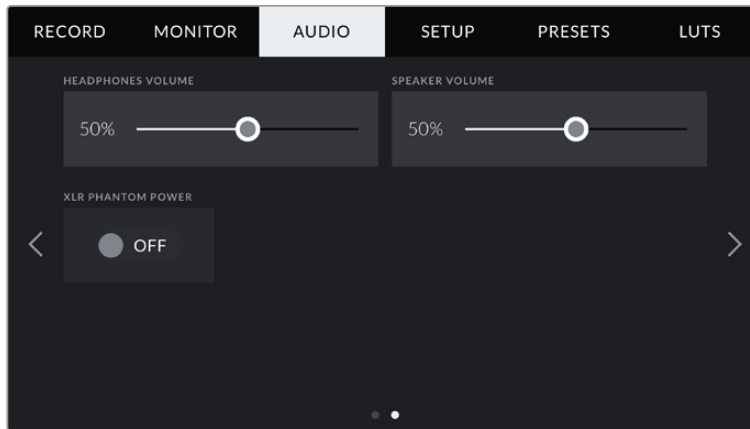 RECORD MONITOR AUDIO SETUP PRESETS LUTS
HEADPHONES VOLUME SPEAKER VOLUME
50% 50%
XLR PHANTOM POWER
OFF